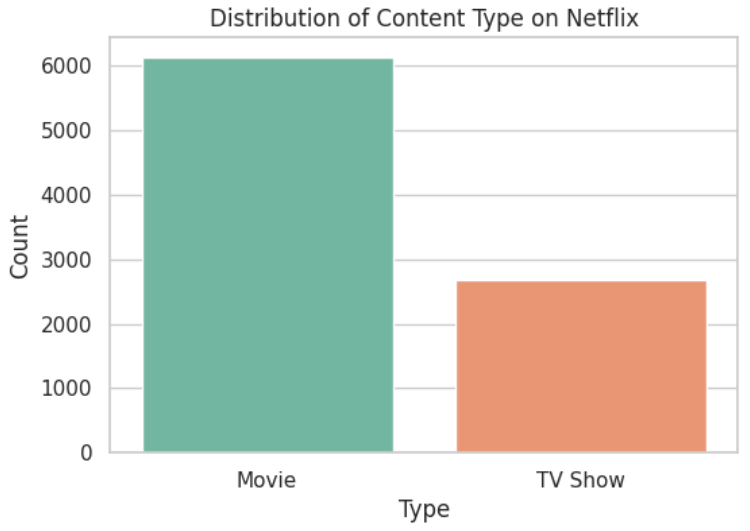 Distribution of Content Type on Netflix
6000
5000
4000
3000
2000
1000
0
Count
Movie
TV Show
Type